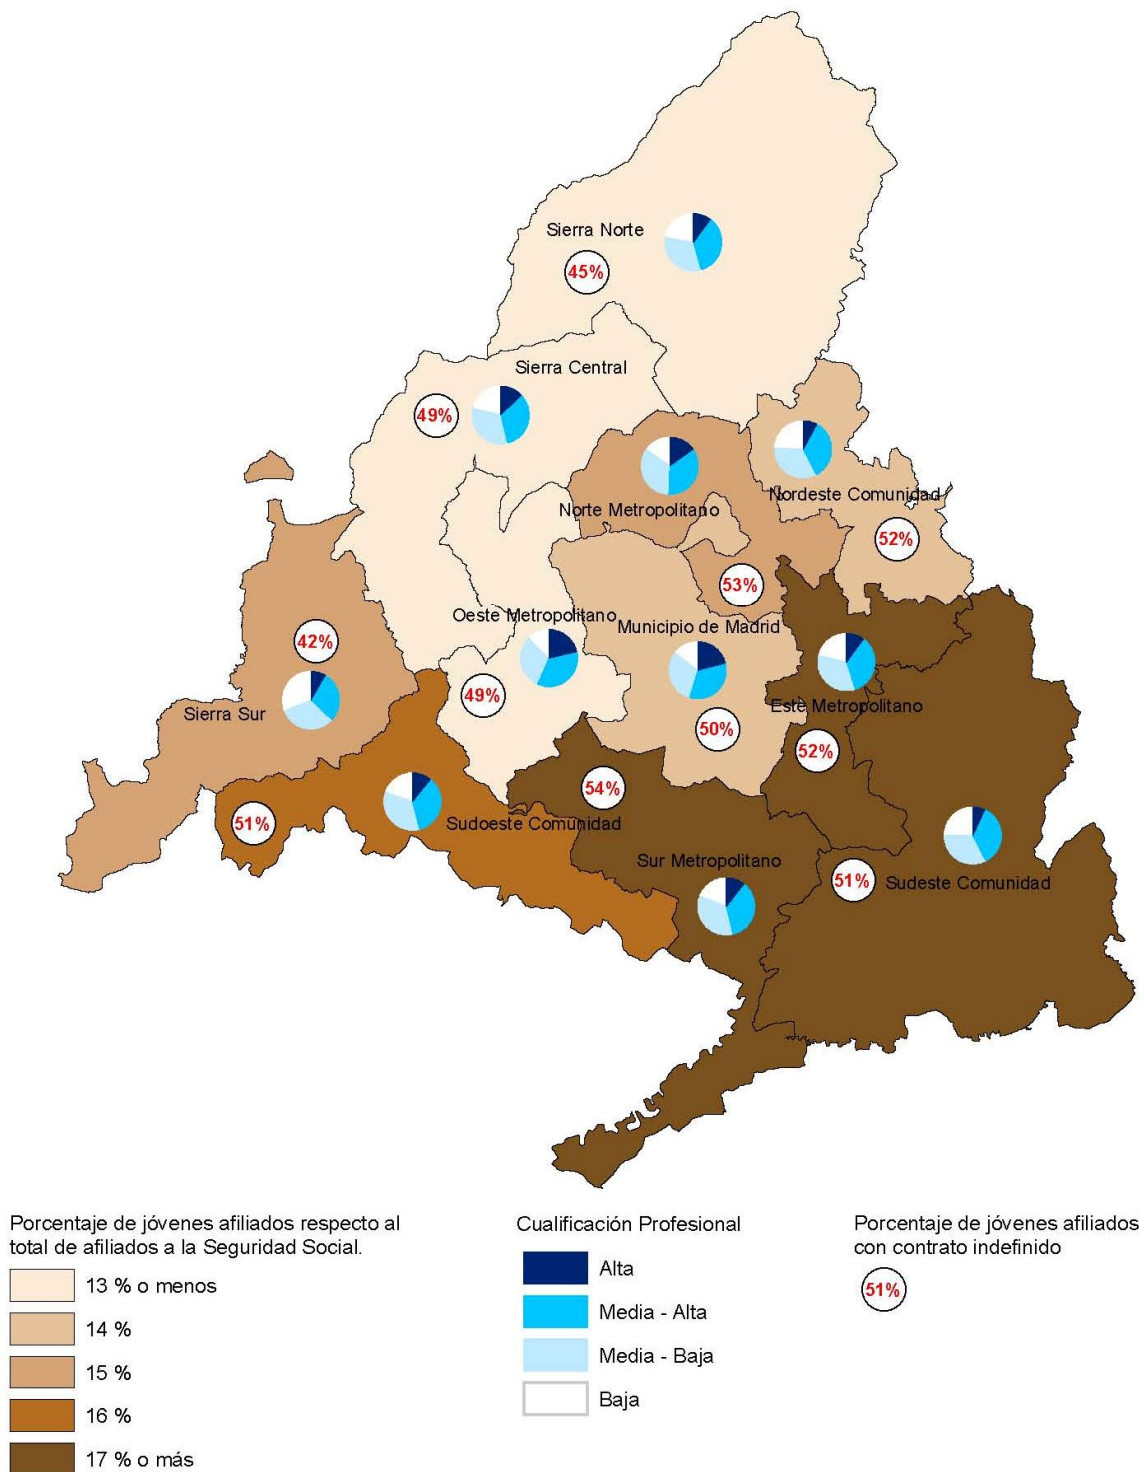 Sierra Norte
45%
Sierra Central
49%
Nordeste Comunidad
Norte Metropolitano
52%
53%
Oeste Metropolitano
Municipio de Madrid
42%
49%
Sierra Sur
Este Metropolitano
50%
52%
54%
51%
Sudoeste Comunidad
Sur Metropolitano
51%
Sudeste Comunidad
Porcentaje de jóvenes afiliados respecto al
total de afiliados a la Seguridad Social.
13 % o menos
14 %
15 %
16 %
17 % o más
Cualificación Profesional
Alta
Media - Alta
Media - Baja
Baja
Porcentaje de jóvenes afiliados
con contrato indefinido
51%